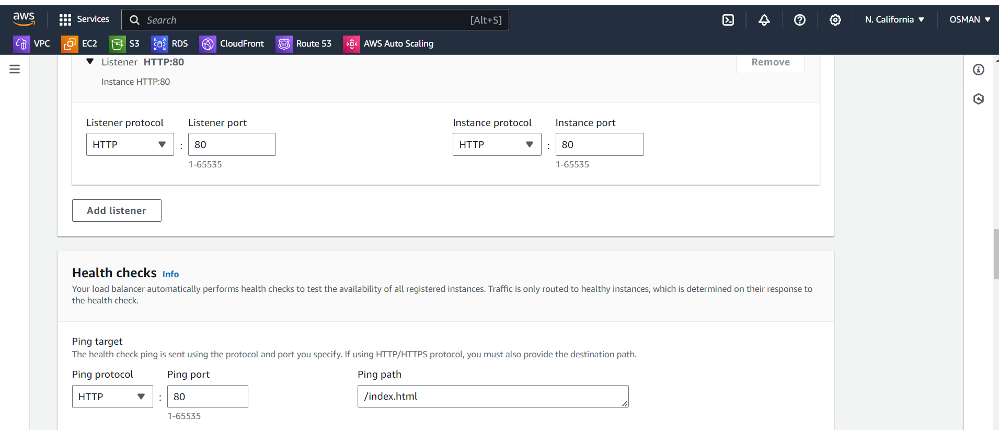 aws Services Search [Alt+S] N. California OSMAN
VPC EC2 S3 RDS CloudFront Route 53 AWS Auto Scaling
Listener HTTP:80 Remove
Instance HTTP:80
Listener protocol Listener port Instance protocol Instance port
HTTP : 80 HTTP : 80
1-65535 1-65535
Add listener
Health checks Info
Your load balancer automatically performs health checks to test the availability of all registered instances. Traffic is only routed to healthy instances, which is determined on their response to
the health check.
Ping target
The health check ping is sent using the protocol and port you specify. If using HTTP/HTTPS protocol, you must also provide the destination path.
Ping protocol Ping port Ping path
HTTP : 80 /index.html
1-65535